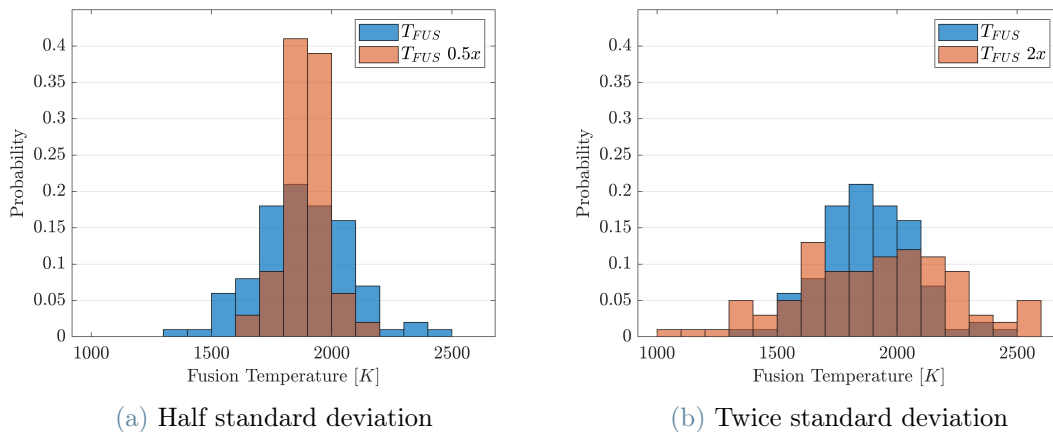 T_FUS
T_FUS 0.5x
0.4
0.35
0.3
0.25
0.2
0.15
0.1
0.05
0
Probability
1000
1500
2000
2500
Fusion Temperature [K]
(a) Half standard deviation
T_FUS
T_FUS 2x
0.4
0.35
0.3
0.25
0.2
0.15
0.1
0.05
0
Probability
1000
1500
2000
2500
Fusion Temperature [K]
(b) Twice standard deviation